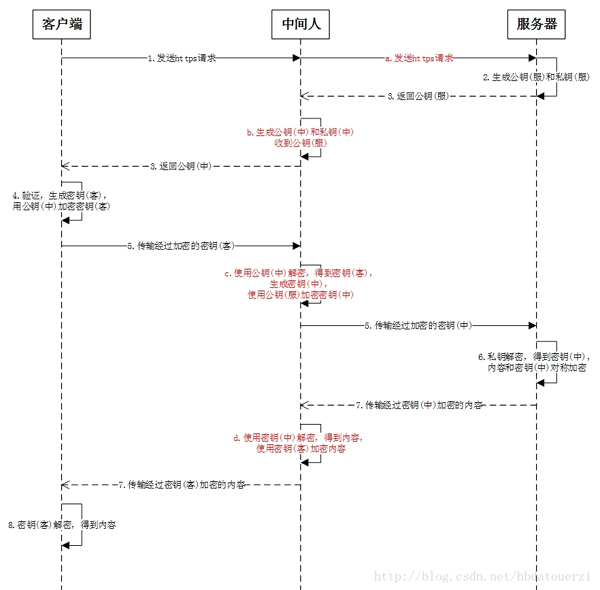 客户端
中间人
服务器
1.发送https请求
a.发送https请求
2.生成公钥(服)和私钥(服)
3.返回公钥(服)
b.生成公钥(中)和私钥(中)
收到公钥(服)
3.返回公钥(中)
4.验证，生成密钥(客)，
用公钥(中)加密密钥(客)
5.传输经过加密的密钥(客)
c.使用公钥(中)解密，得到密钥(客)，
生成密钥(中)，
使用公钥(服)加密密钥(中)
5.传输经过加密的密钥(中)
6.私钥解密，得到密钥(中)，
内容和密钥(中)对称加密
7.传输经过密钥(中)加密的内容
d.使用密钥(中)解密，得到内容，
使用密钥(客)加密内容
7.传输经过密钥(客)加密的内容
8.密钥(客)解密，得到内容
http://blog.csdn.net/hbdatouerzi